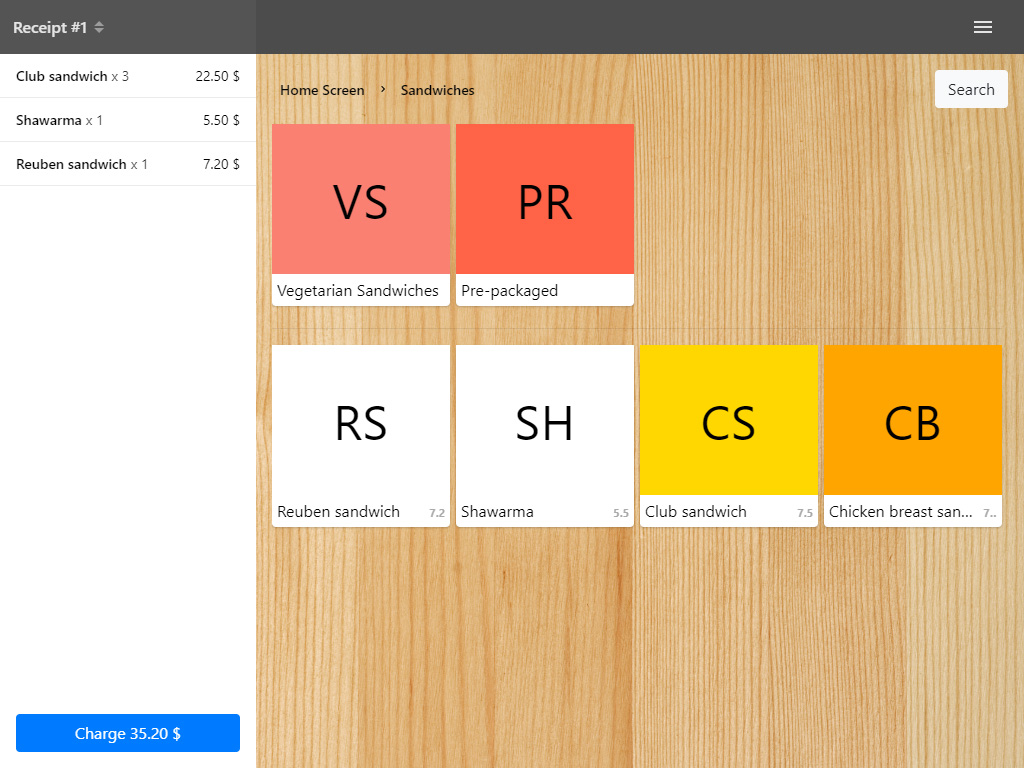 Receipt #1
Club sandwich x 3 22.50 $
Shawarma x 1 5.50 $
Reuben sandwich x 1 7.20 $
Charge 35.20 $
Home Screen › Sandwiches
Search
VS
PR
Vegetarian Sandwiches
Pre-packaged
RS
SH
CS
CB
Reuben sandwich 7.2
Shawarma 5.5
Club sandwich 7.5
Chicken breast san... 7..